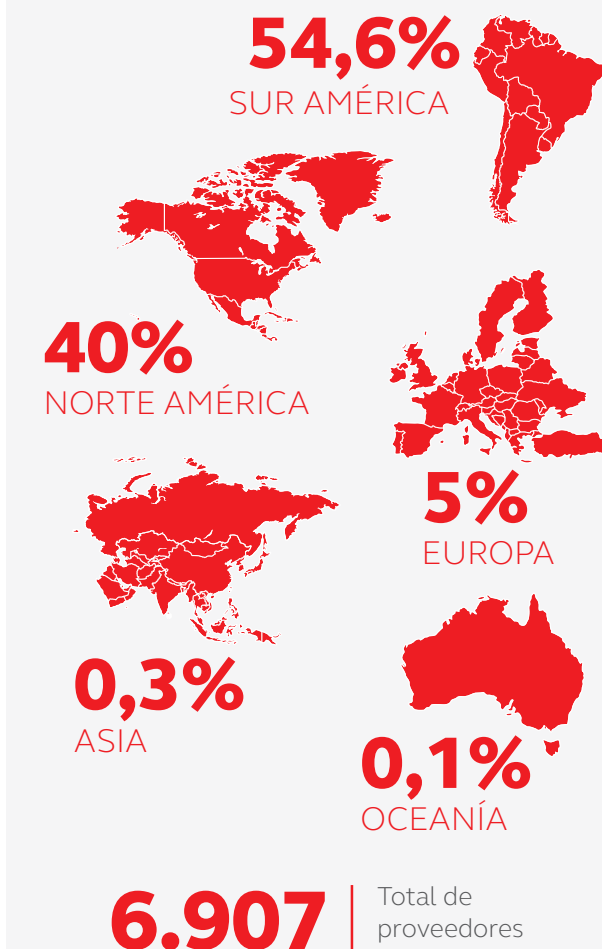 54,6%
SUR AMÉRICA
40%
NORTE AMÉRICA
5%
EUROPA
0,3%
ASIA
0,1%
OCEANÍA
6.907
Total de
proveedores